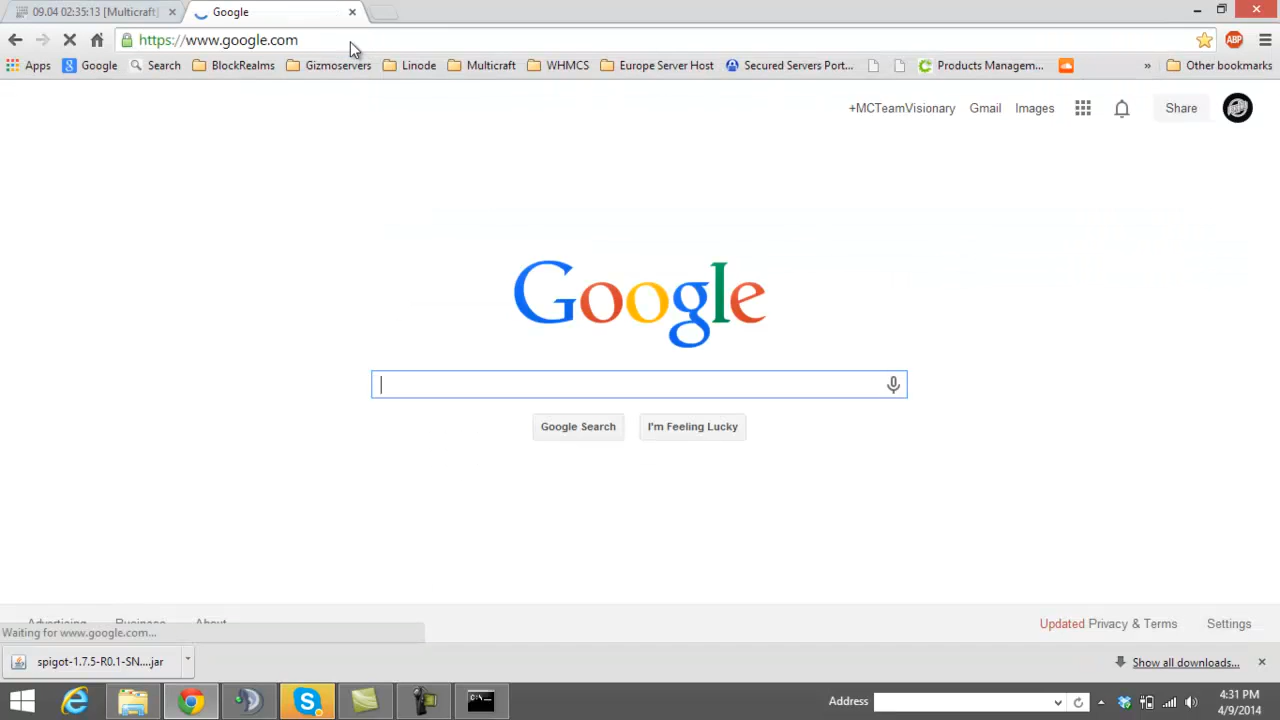 09.04 02:35:13 [Multicraft]
Google
https://www.google.com
Apps Google Search BlockRealms Gizmoservers Linode Multicraft WHMCS Europe Server Host Secured Servers Port... Products Managem... » Other bookmarks
+MCTeamVisionary Gmail Images Share
Google
Google Search I'm Feeling Lucky
Advertising Business About
Updated Privacy & Terms Settings
Waiting for www.google.com...
spigot-1.7.5-R0.1-SN....jar
Show all downloads...
Address
4:31 PM
4/9/2014